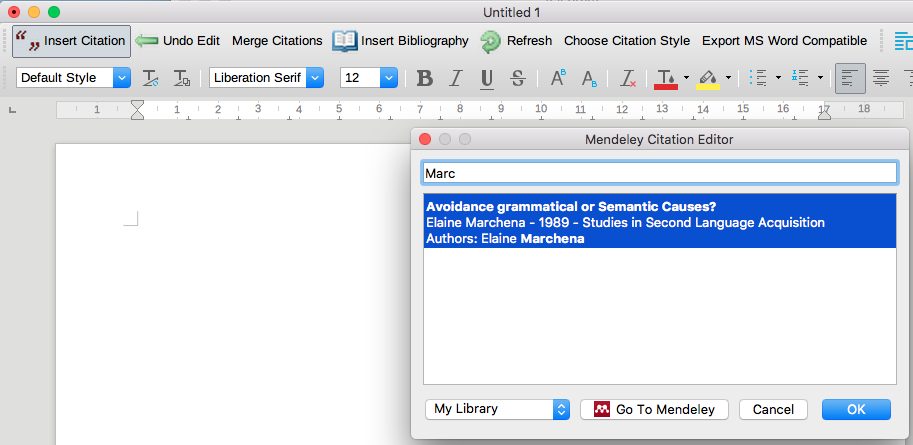 Untitled 1
Insert Citation Undo Edit Merge Citations Insert Bibliography Refresh Choose Citation Style Export MS Word Compatible
Default Style Liberation Serif 12 B I U S
1 1 2 3 4 5 6 7 8 9 10 11 12 13 14 15 16 17 18
Mendeley Citation Editor
Marc
Avoidance grammatical or Semantic Causes?
Elaine Marchena - 1989 - Studies in Second Language Acquisition
Authors: Elaine Marchena
My Library Go To Mendeley Cancel OK